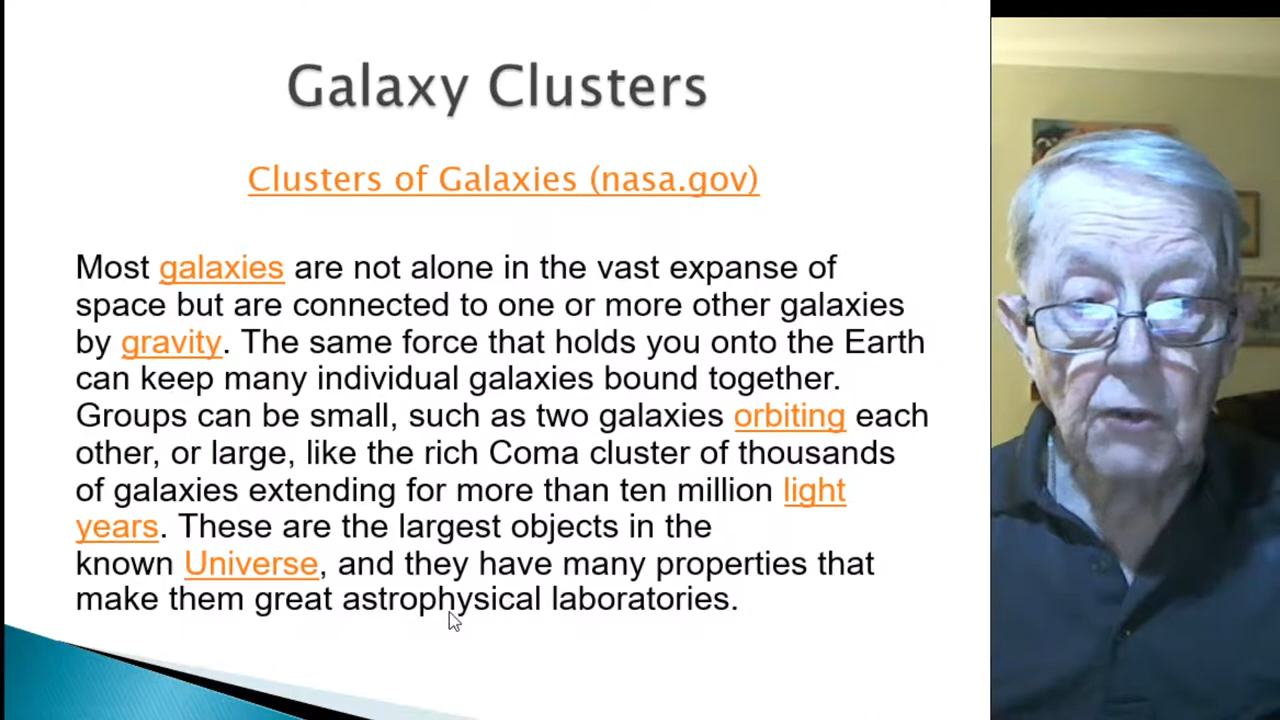 Galaxy Clusters
Clusters of Galaxies (nasa.gov)
Most galaxies are not alone in the vast expanse of
space but are connected to one or more other galaxies
by gravity. The same force that holds you onto the Earth
can keep many individual galaxies bound together.
Groups can be small, such as two galaxies orbiting each
other, or large, like the rich Coma cluster of thousands
of galaxies extending for more than ten million light
years. These are the largest objects in the
known Universe, and they have many properties that
make them great astrophysical laboratories.